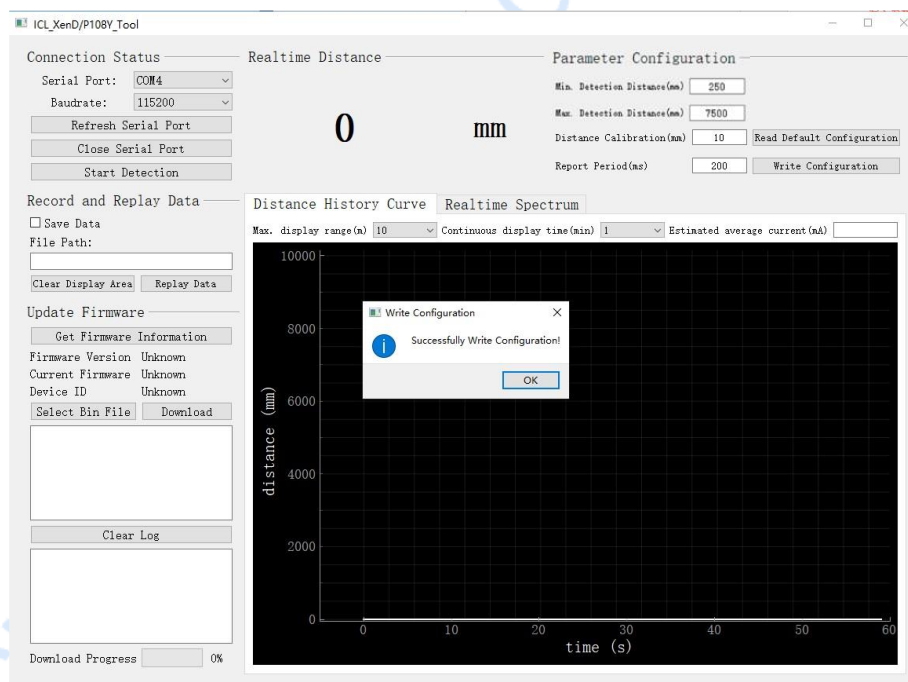 ICL_XenD/P108Y_Tool
Connection Status
Serial Port: COM4
Baudrate: 115200
Refresh Serial Port
Close Serial Port
Start Detection
Realtime Distance
0 mm
Parameter Configuration
Min. Detection Distance(mm) 250
Max. Detection Distance(mm) 7500
Distance Calibration(mm) 10 Read Default Configuration
Report Period(ms) 200 Write Configuration
Record and Replay Data
Save Data
File Path:
Clear Display Area Replay Data
Update Firmware
Get Firmware Information
Firmware Version Unknown
Current Firmware Unknown
Device ID Unknown
Select Bin File Download
Clear Log
Download Progress 0%
Distance History Curve Realtime Spectrum
Max. display range(m) 10 Continuous display time(min) 1 Estimated average current(mA)
10000
8000
6000
4000
2000
0
distance (mm)
0 10 20 30 40 50 60
time (s)
Write Configuration
Successfully Write Configuration!
OK